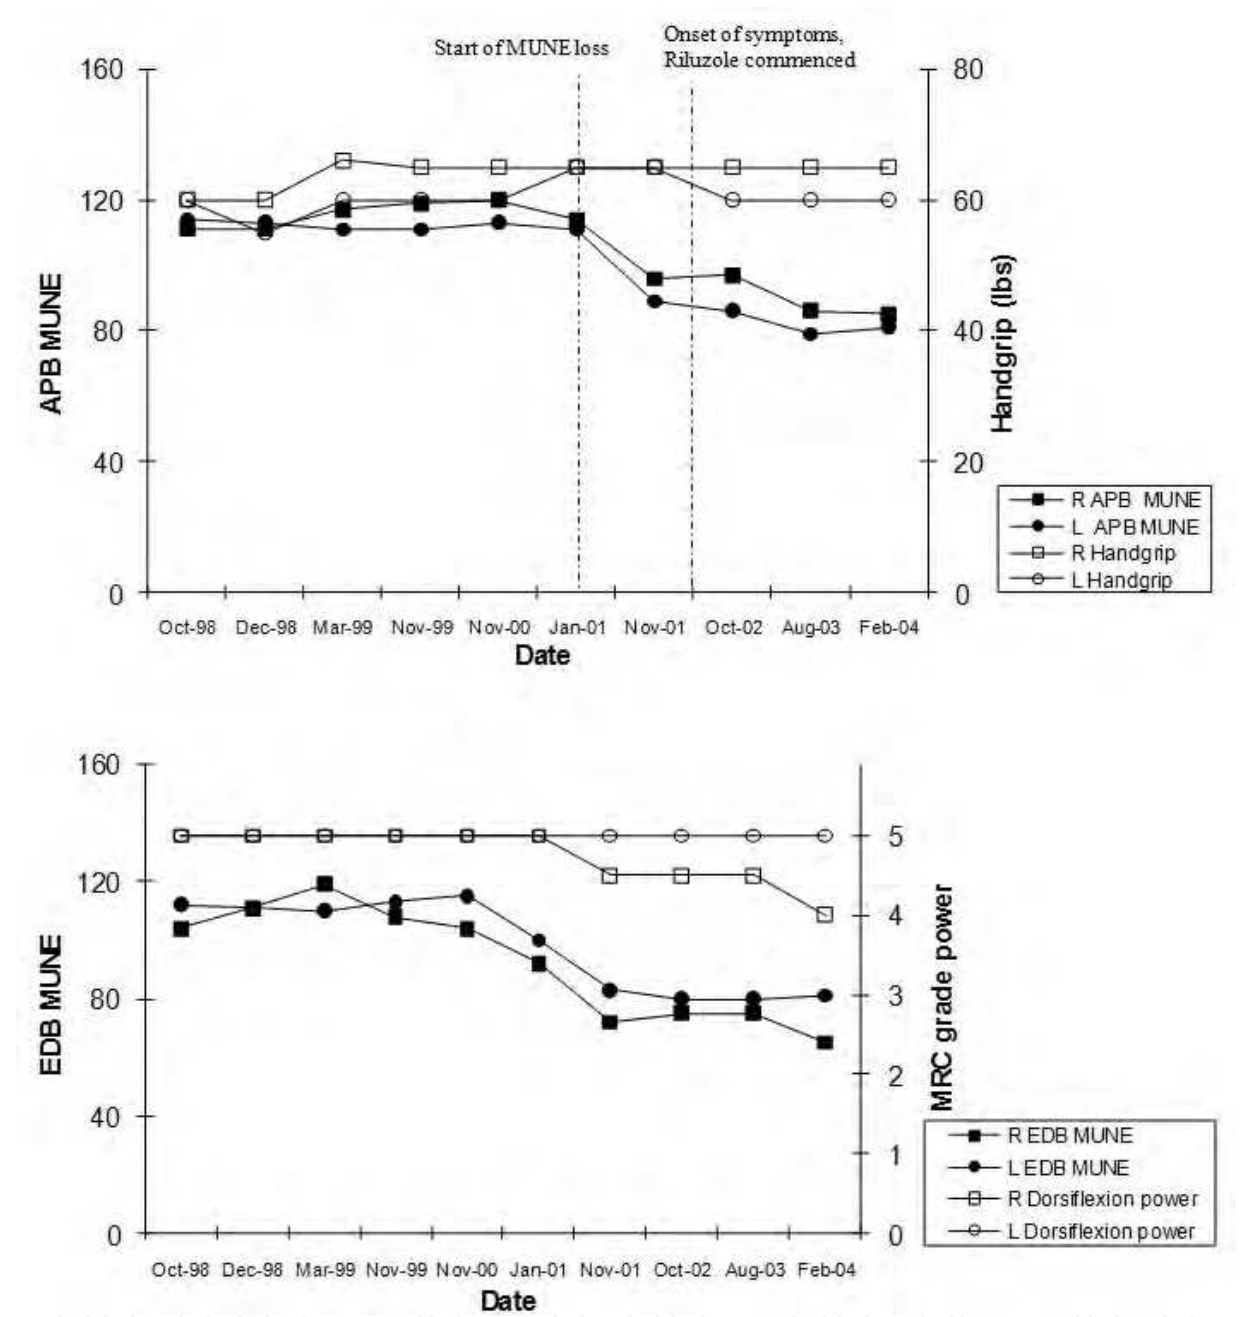 Start of MUNE loss
Onset of symptoms,
Riluzole commenced
160
120
80
40
0
APB MUNE
80
60
40
20
0
Handgrip (lbs)
R APB MUNE
L APB MUNE
R Handgrip
L Handgrip
Oct-98 Dec-98 Mar-99 Nov-99 Nov-00 Jan-01 Nov-01 Oct-02 Aug-03 Feb-04
Date
160
120
80
40
0
EDB MUNE
5
4
3
2
1
0
MRC grade power
R EDB MUNE
L EDB MUNE
R Dorsiflexion power
L Dorsiflexion power
Oct-98 Dec-98 Mar-99 Nov-99 Nov-00 Jan-01 Nov-01 Oct-02 Aug-03 Feb-04
Date